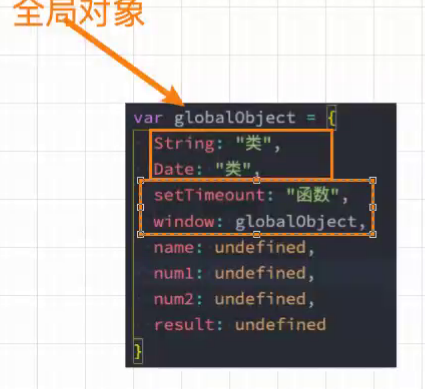 全局对象
var globalObject = {
String: "类",
Date: "类",
setTimeount: "函数",
window: globalObject,
name: undefined,
num1: undefined,
num2: undefined,
result: undefined
}